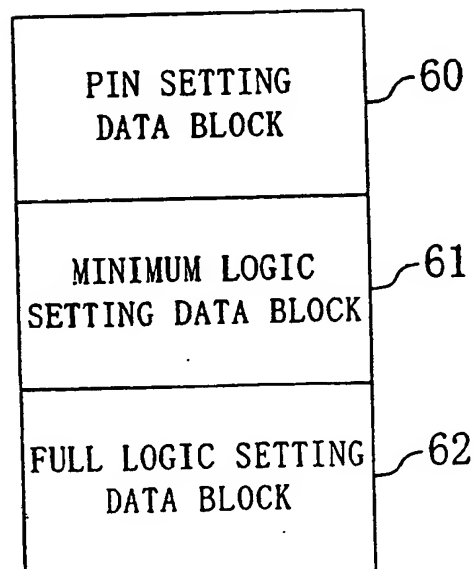 PIN SETTING
DATA BLOCK
60
MINIMUM LOGIC
SETTING DATA BLOCK
61
FULL LOGIC SETTING
DATA BLOCK
62